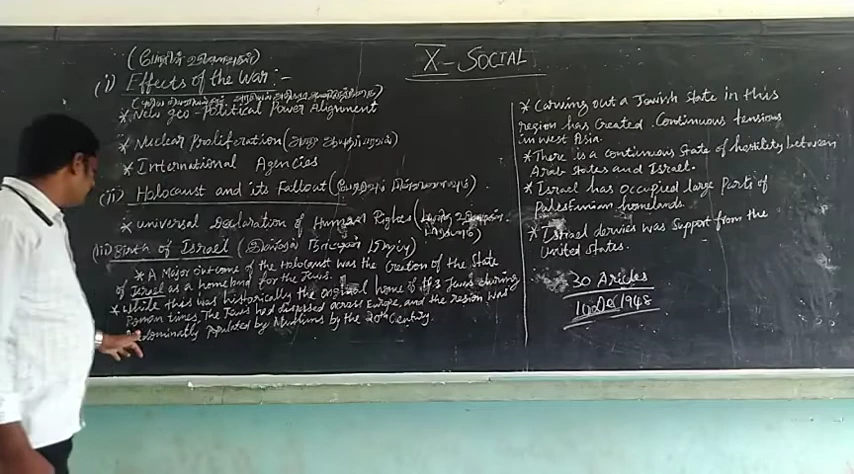 X - SOCIAL
(i) Effects of the War:-
* New geo-Political Power Alignment
* Nuclear Proliferation
* International Agencies
(ii) Holocaust and its Fallout
* universal Declaration of Human Rights
(iii) Birth of Israel
* A Major outcome of the Holocaust was the Creation of the State
of Israel as a homeland for the Jews.
* While this was historically the original home of the Jews during
Roman times, The Jews had dispersed across Europe, and the region was
Populated by Muslims by the 20th Century.
* Carving out a Jewish State in this
region has Created Continuous tensions
in West Asia.
* There is a continuous State of hostility between
Arab States and Israel.
* Israel has occupied large Parts of
Palestinian homelands.
* Israel derives was Support from the
United States.
30 Aricles
10 Dec 1948